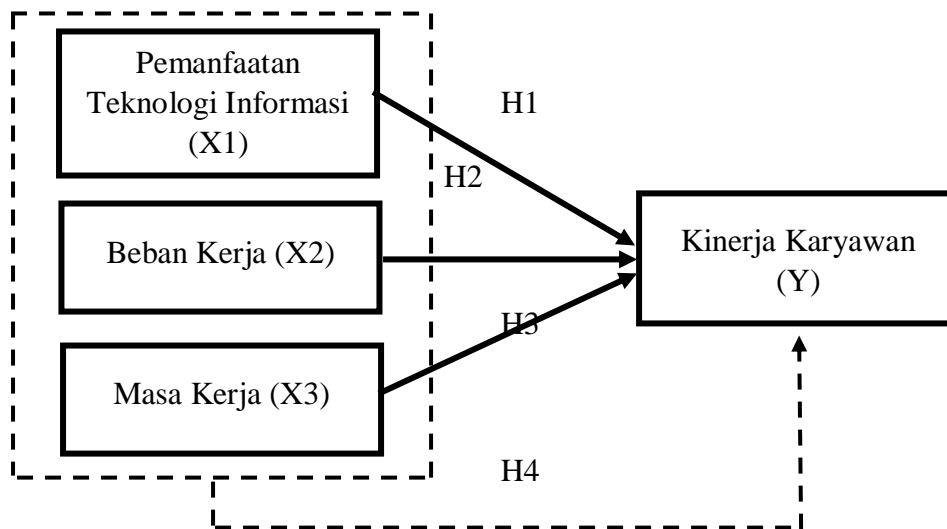 Pemanfaatan
Teknologi Informasi
(X1)
H1
H2
Beban Kerja (X2)
Kinerja Karyawan
(Y)
H3
Masa Kerja (X3)
H4